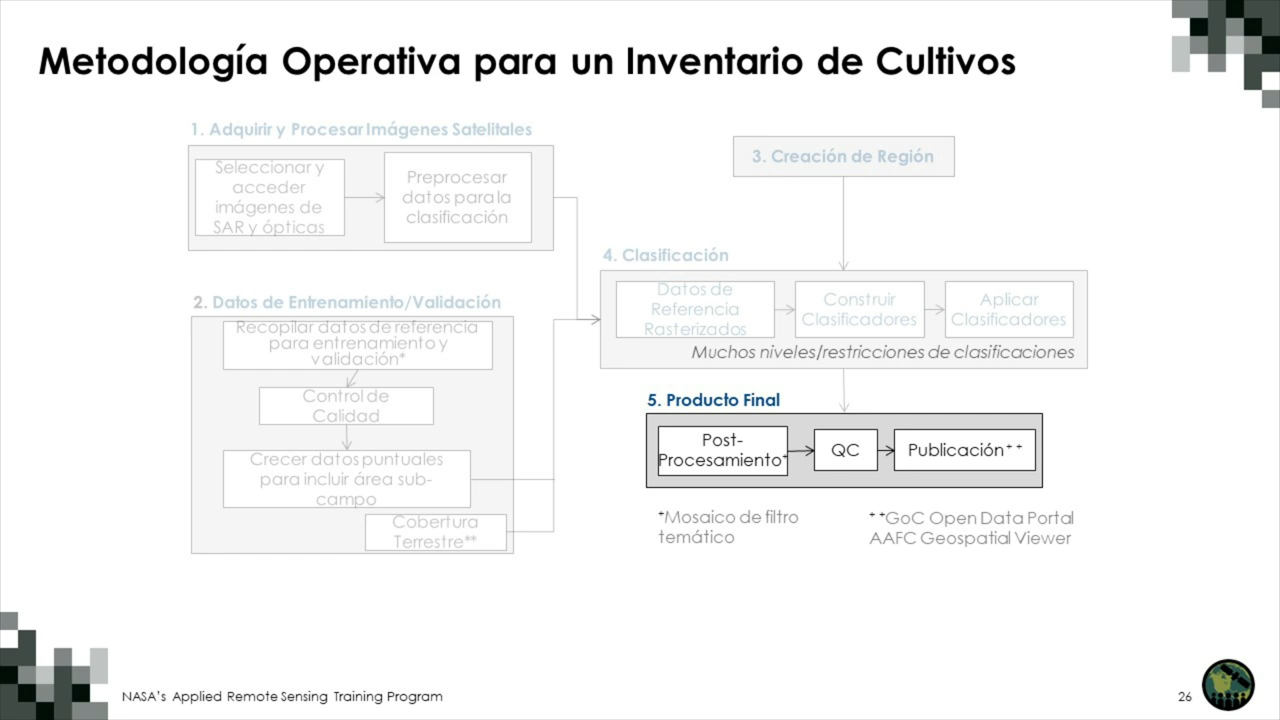 Metodología Operativa para un Inventario de Cultivos
1. Adquirir y Procesar Imágenes Satelitales
Seleccionar y
acceder
imágenes de
SAR y ópticas
Preprocesar
datos para la
clasificación
2. Datos de Entrenamiento/Validación
Recopilar datos de referencia
para entrenamiento y
validación*
Control de
Calidad
Crecer datos puntuales
para incluir área sub-
campo
Cobertura
Terrestre**
3. Creación de Región
4. Clasificación
Datos de
Referencia
Rasterizados
Construir
Clasificadores
Aplicar
Clasificadores
Muchos niveles/restricciones de clasificaciones
5. Producto Final
Post-
Procesamiento+
QC
Publicación++
+Mosaico de filtro
temático
++GoC Open Data Portal
AAFC Geospatial Viewer
NASA's Applied Remote Sensing Training Program
26